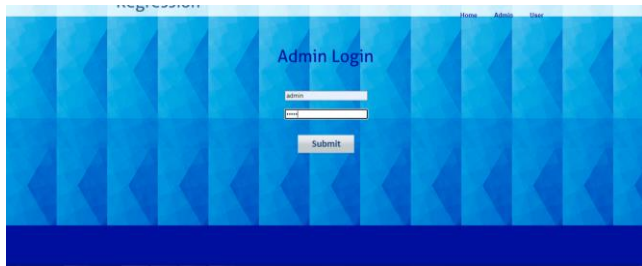 Regression
Home Admin User
Admin Login
admin
•••••
Submit